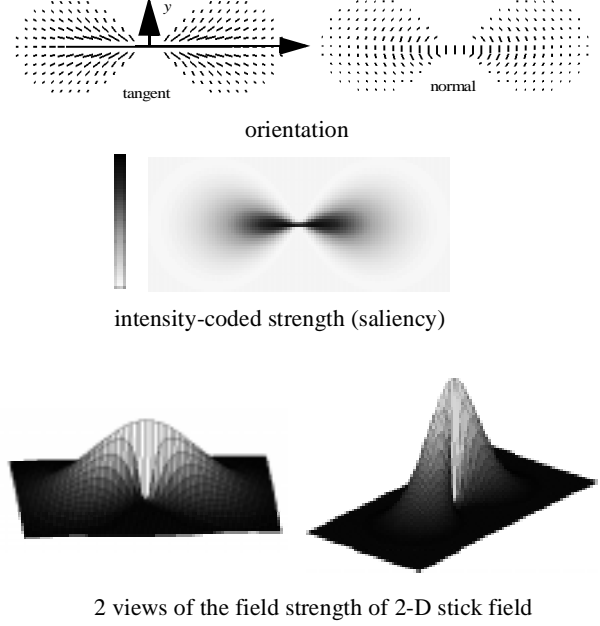 y
tangent
normal
orientation
intensity-coded strength (saliency)
2 views of the field strength of 2-D stick field